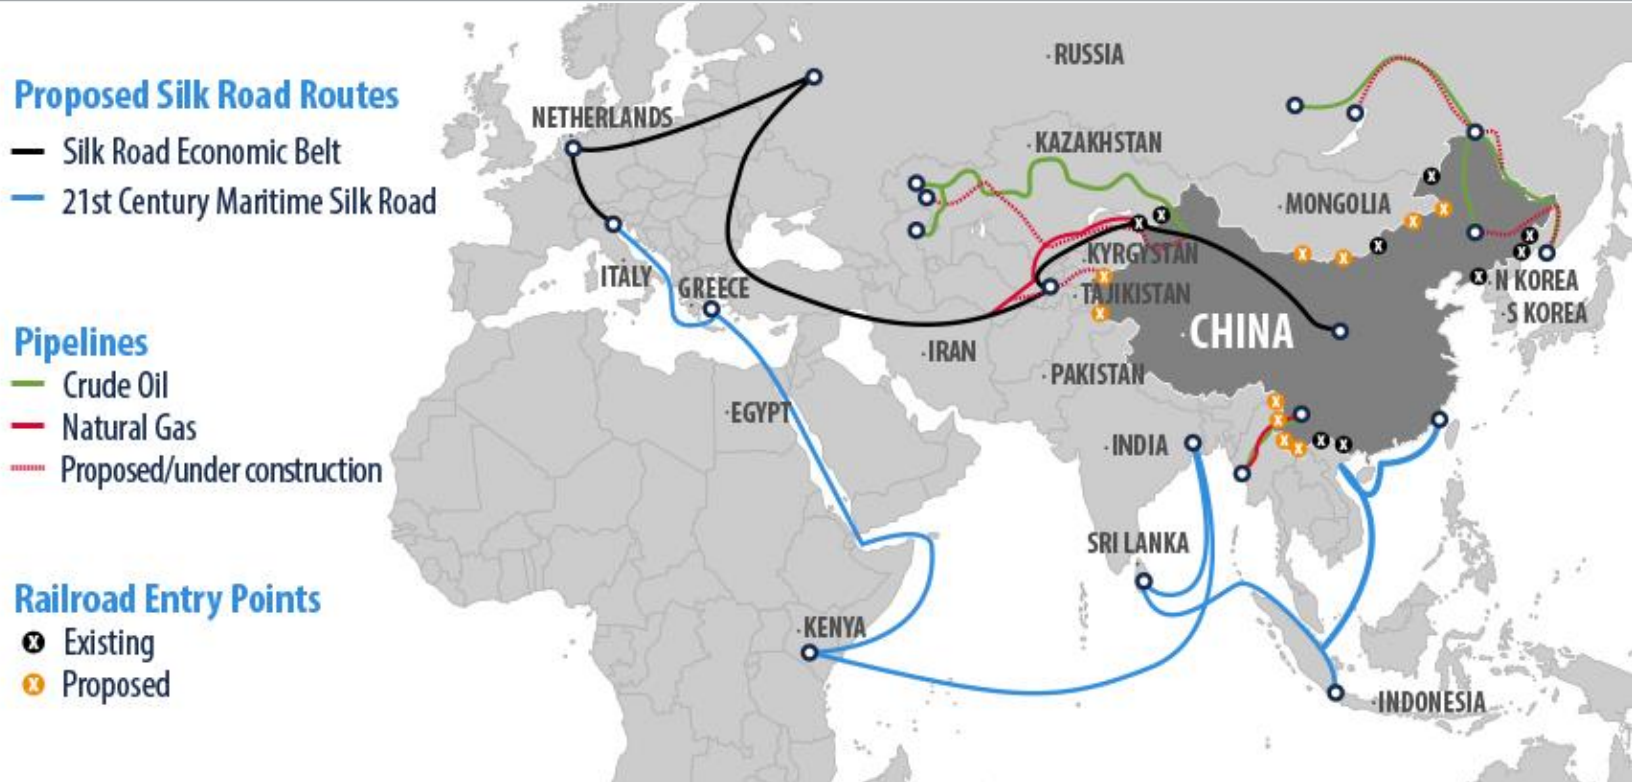 Proposed Silk Road Routes
Silk Road Economic Belt
21st Century Maritime Silk Road
Pipelines
Crude Oil
Natural Gas
Proposed/under construction
Railroad Entry Points
X Existing
X Proposed
RUSSIA
NETHERLANDS
KAZAKHSTAN
MONGOLIA
KYRGYSTAN
ITALY
GREECE
TAJIKISTAN
N KOREA
S KOREA
CHINA
IRAN
PAKISTAN
EGYPT
INDIA
SRI LANKA
KENYA
INDONESIA